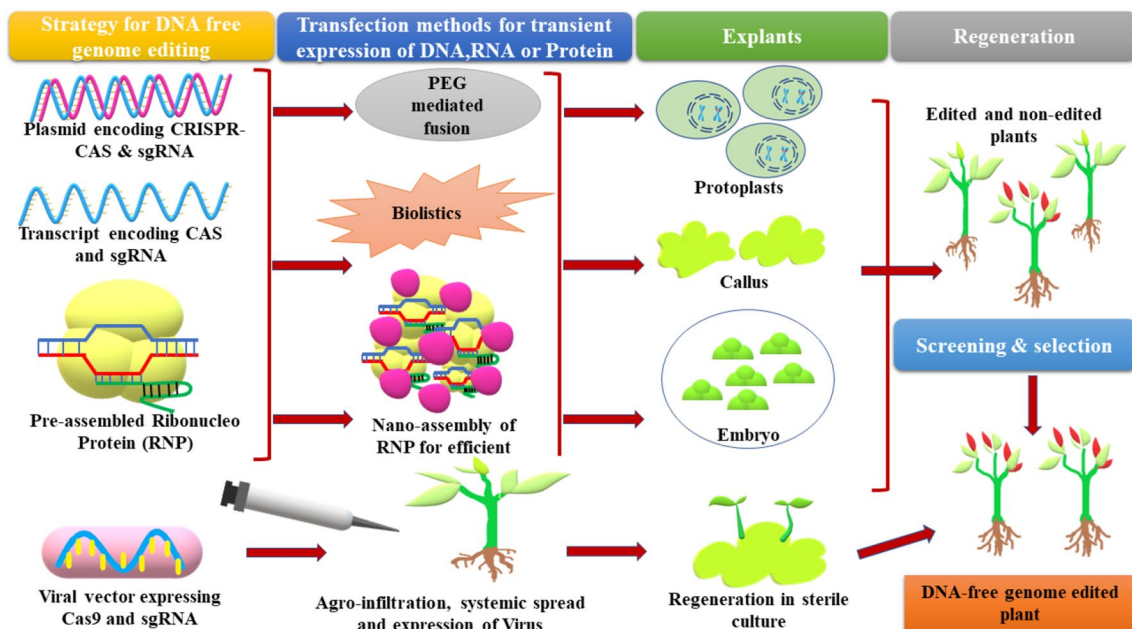 Strategy for DNA free
genome editing
Transfection methods for transient
expression of DNA,RNA or Protein
Explants
Regeneration
Plasmid encoding CRISPR-
CAS & sgRNA
Transcript encoding CAS
and sgRNA
Pre-assembled Ribonucleo
Protein (RNP)
Viral vector expressing
Cas9 and sgRNA
PEG
mediated
fusion
Biolistics
Nano-assembly of
RNP for efficient
Agro-infiltration, systemic spread
and expression of Virus
Protoplasts
Callus
Embryo
Regeneration in sterile
culture
Edited and non-edited
plants
Screening & selection
DNA-free genome edited
plant